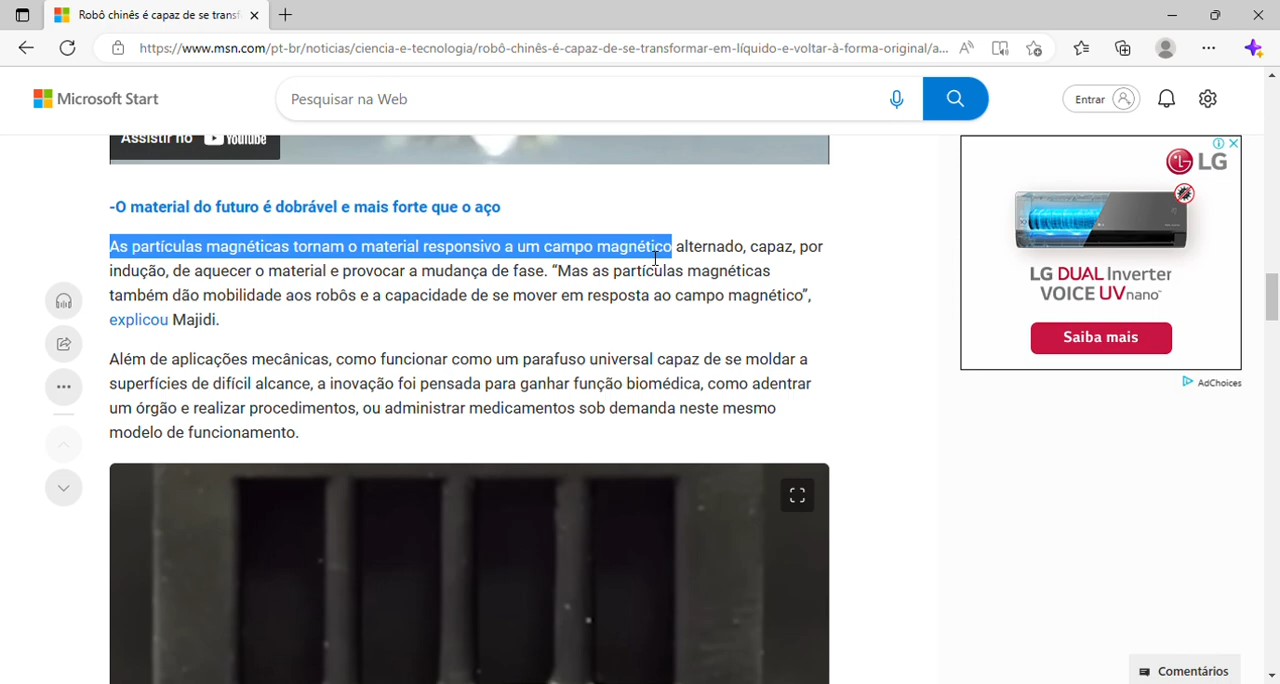 Robô chinês é capaz de se transf
https://www.msn.com/pt-br/noticias/ciencia-e-tecnologia/robô-chinês-é-capaz-de-se-transformar-em-líquido-e-voltar-à-forma-original/a...
Microsoft Start
Pesquisar na Web
Entrar
Assistir no YouTube
-O material do futuro é dobrável e mais forte que o aço
As partículas magnéticas tornam o material responsivo a um campo magnético alternado, capaz, por
indução, de aquecer o material e provocar a mudança de fase. “Mas as partículas magnéticas
também dão mobilidade aos robôs e a capacidade de se mover em resposta ao campo magnético”,
explicou Majidi.
Além de aplicações mecânicas, como funcionar como um parafuso universal capaz de se moldar a
superfícies de difícil alcance, a inovação foi pensada para ganhar função biomédica, como adentrar
um órgão e realizar procedimentos, ou administrar medicamentos sob demanda neste mesmo
modelo de funcionamento.
LG
LG DUAL Inverter
VOICE UVnano™
Saiba mais
AdChoices
Comentários